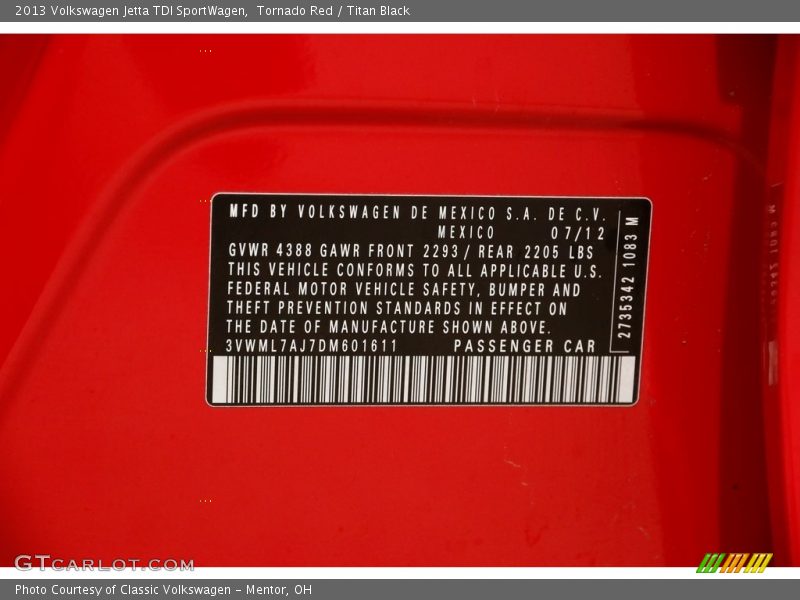 2013 Volkswagen Jetta TDI SportWagen, Tornado Red / Titan Black
MFD BY VOLKSWAGEN DE MEXICO S.A. DE C.V.
MEXICO 07/12
GVWR 4388 GAWR FRONT 2293 / REAR 2205 LBS
THIS VEHICLE CONFORMS TO ALL APPLICABLE U.S.
FEDERAL MOTOR VEHICLE SAFETY, BUMPER AND
THEFT PREVENTION STANDARDS IN EFFECT ON
THE DATE OF MANUFACTURE SHOWN ABOVE.
3VWML7AJ7DM601611 PASSENGER CAR
2735342 1083 M
GTCARLOT.COM
Photo Courtesy of Classic Volkswagen - Mentor, OH